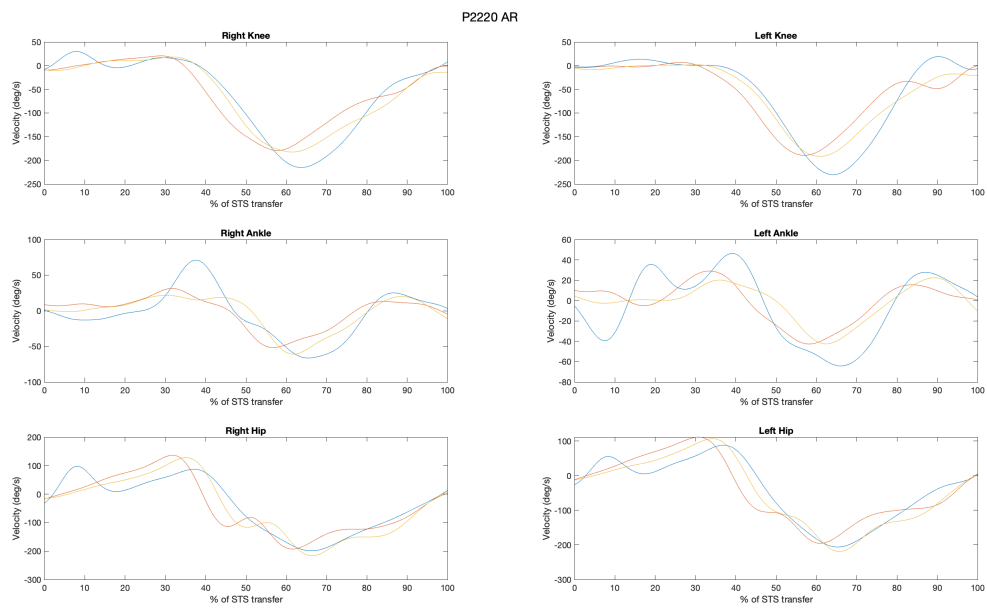 P2220 AR
Right Knee
Velocity (deg/s)
50
0
-50
-100
-150
-200
-250
0 10 20 30 40 50 60 70 80 90 100
% of STS transfer
Left Knee
Velocity (deg/s)
50
0
-50
-100
-150
-200
-250
0 10 20 30 40 50 60 70 80 90 100
% of STS transfer
Right Ankle
Velocity (deg/s)
100
50
0
-50
-100
0 10 20 30 40 50 60 70 80 90 100
% of STS transfer
Left Ankle
Velocity (deg/s)
60
40
20
0
-20
-40
-60
-80
0 10 20 30 40 50 60 70 80 90 100
% of STS transfer
Right Hip
Velocity (deg/s)
200
100
0
-100
-200
-300
0 10 20 30 40 50 60 70 80 90 100
% of STS transfer
Left Hip
Velocity (deg/s)
100
0
-100
-200
-300
0 10 20 30 40 50 60 70 80 90 100
% of STS transfer